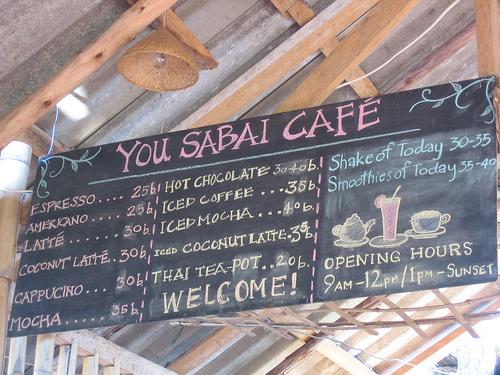 YOU SABAI CAFÉ
ESPRESSO.... 25b
AMERICANO.... 25b
LATTÉ..... 30b
COCONUT LATTE.. 30b
CAPPUCINO.... 30b
MOCHA..... 35b
HOT CHOCOLATE 30-40b
ICED COFFEE... 35b
ICED MOCHA... 40b
ICED COCONUT LATTE. 35b
THAI TEA-POT.. 20b
WELCOME!
Shake of Today 30-35
Smoothies of Today 35-40
OPENING HOURS
9AM-12PM/1PM-SUNSET